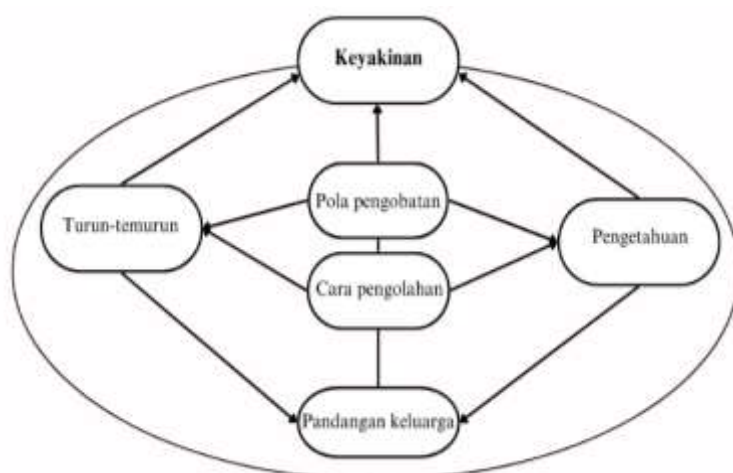 Keyakinan
Pola pengobatan
Turun-temurun
Pengetahuan
Cara pengolahan
Pandangan keluarga